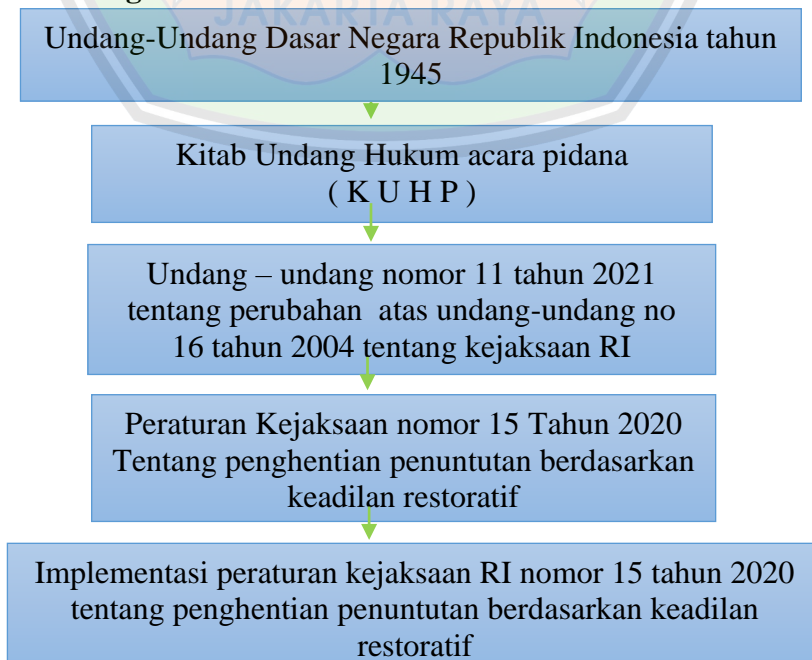 JAKARTA RAYA
Undang-Undang Dasar Negara Republik Indonesia tahun
1945
Kitab Undang Hukum acara pidana
( K U H P )
Undang – undang nomor 11 tahun 2021
tentang perubahan atas undang-undang no
16 tahun 2004 tentang kejaksaan RI
Peraturan Kejaksaan nomor 15 Tahun 2020
Tentang penghentian penuntutan berdasarkan
keadilan restoratif
Implementasi peraturan kejaksaan RI nomor 15 tahun 2020
tentang penghentian penuntutan berdasarkan keadilan
restoratif